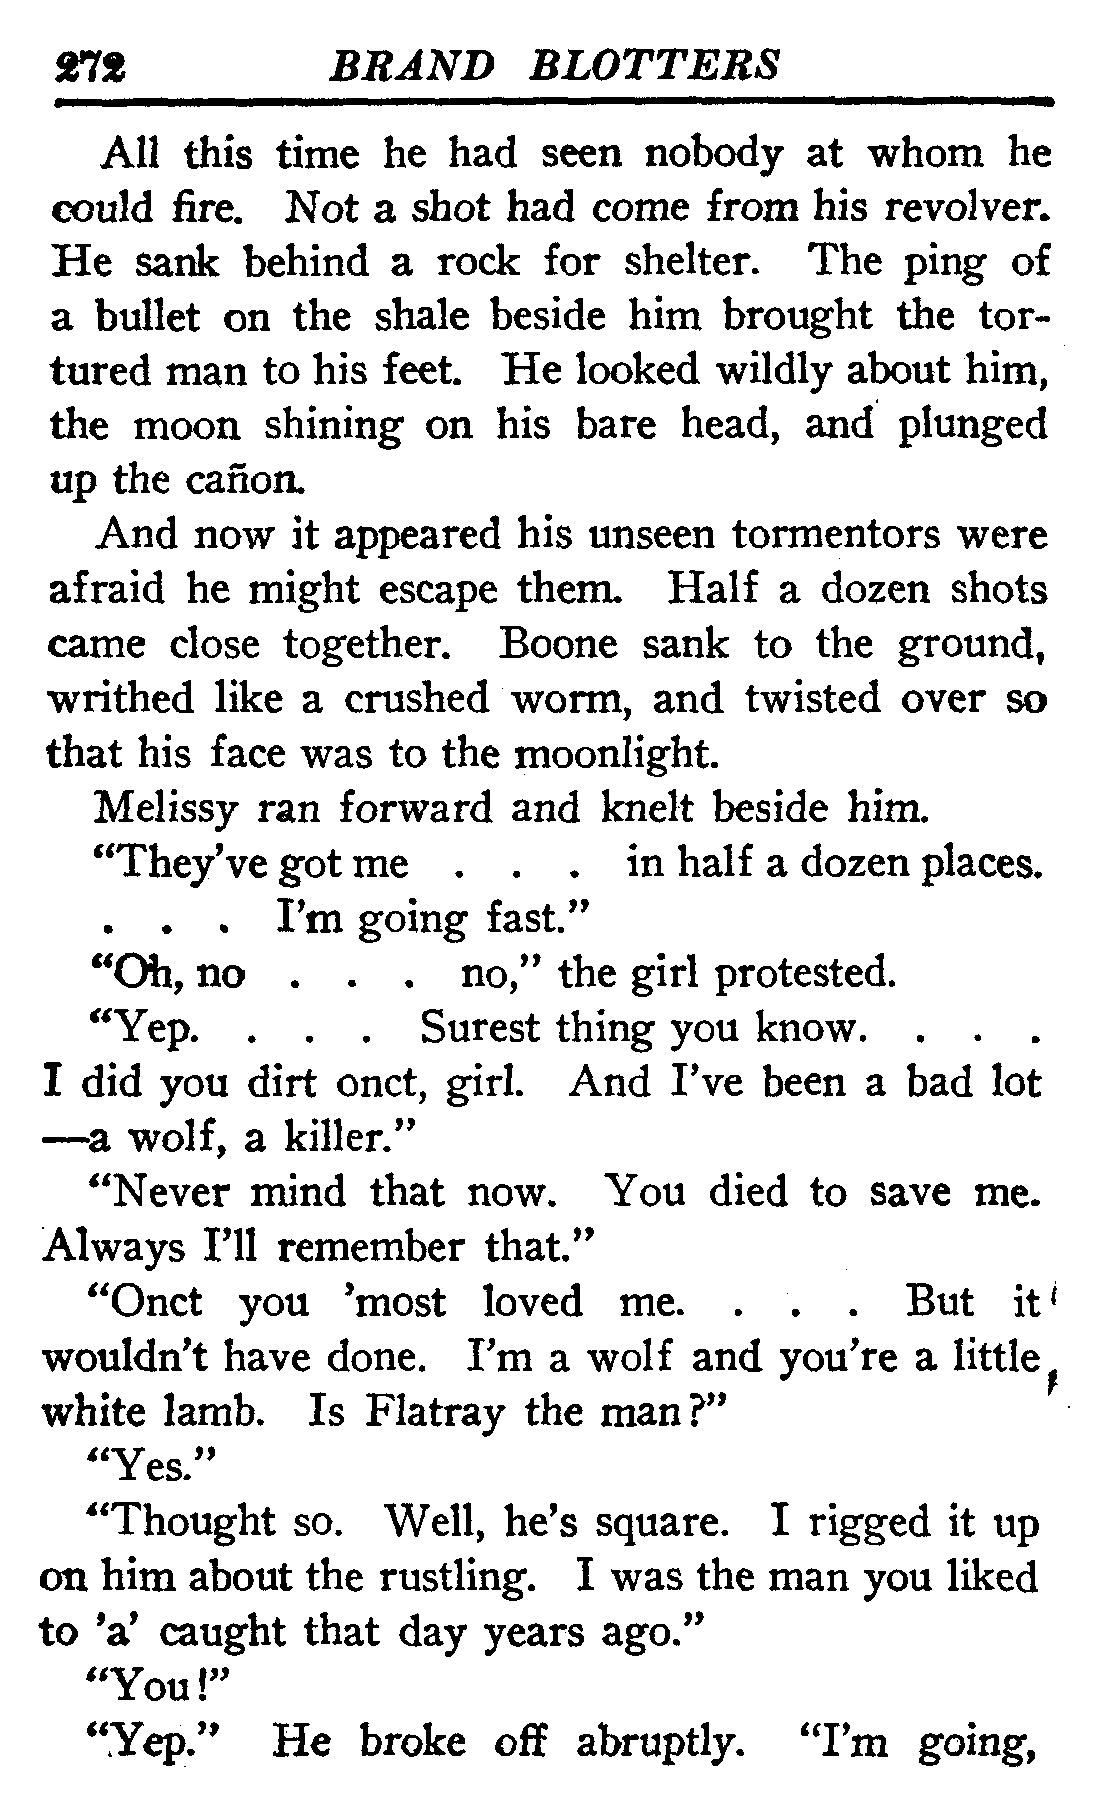 272 BRAND BLOTTERS
All this time he had seen nobody at whom he
could fire. Not a shot had come from his revolver.
He sank behind a rock for shelter. The ping of
a bullet on the shale beside him brought the tor-
tured man to his feet. He looked wildly about him,
the moon shining on his bare head, and plunged
up the cañon.
And now it appeared his unseen tormentors were
afraid he might escape them. Half a dozen shots
came close together. Boone sank to the ground,
writhed like a crushed worm, and twisted over so
that his face was to the moonlight.
Melissy ran forward and knelt beside him.
“They’ve got me . . . in half a dozen places.
. . . I’m going fast.”
“Oh, no . . . no,” the girl protested.
“Yep. . . . Surest thing you know. . . .
I did you dirt onct, girl. And I’ve been a bad lot
—a wolf, a killer.”
“Never mind that now. You died to save me.
Always I’ll remember that.”
“Onct you ’most loved me. . . . But it
wouldn’t have done. I’m a wolf and you’re a little
white lamb. Is Flatray the man?”
“Yes.”
“Thought so. Well, he’s square. I rigged it up
on him about the rustling. I was the man you liked
to ’a’ caught that day years ago.”
“You!”
“Yep.” He broke off abruptly. “I’m going,